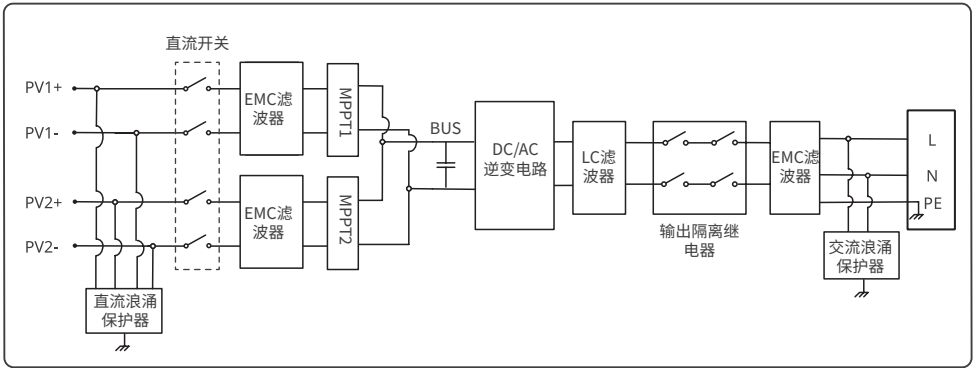 直流开关
PV1+
PV1-
PV2+
PV2-
EMC滤
波器
MPPT1
EMC滤
波器
MPPT2
直流浪涌
保护器
BUS
DC/AC
逆变电路
LC滤
波器
输出隔离继
电器
EMC滤
波器
L
N
PE
交流浪涌
保护器